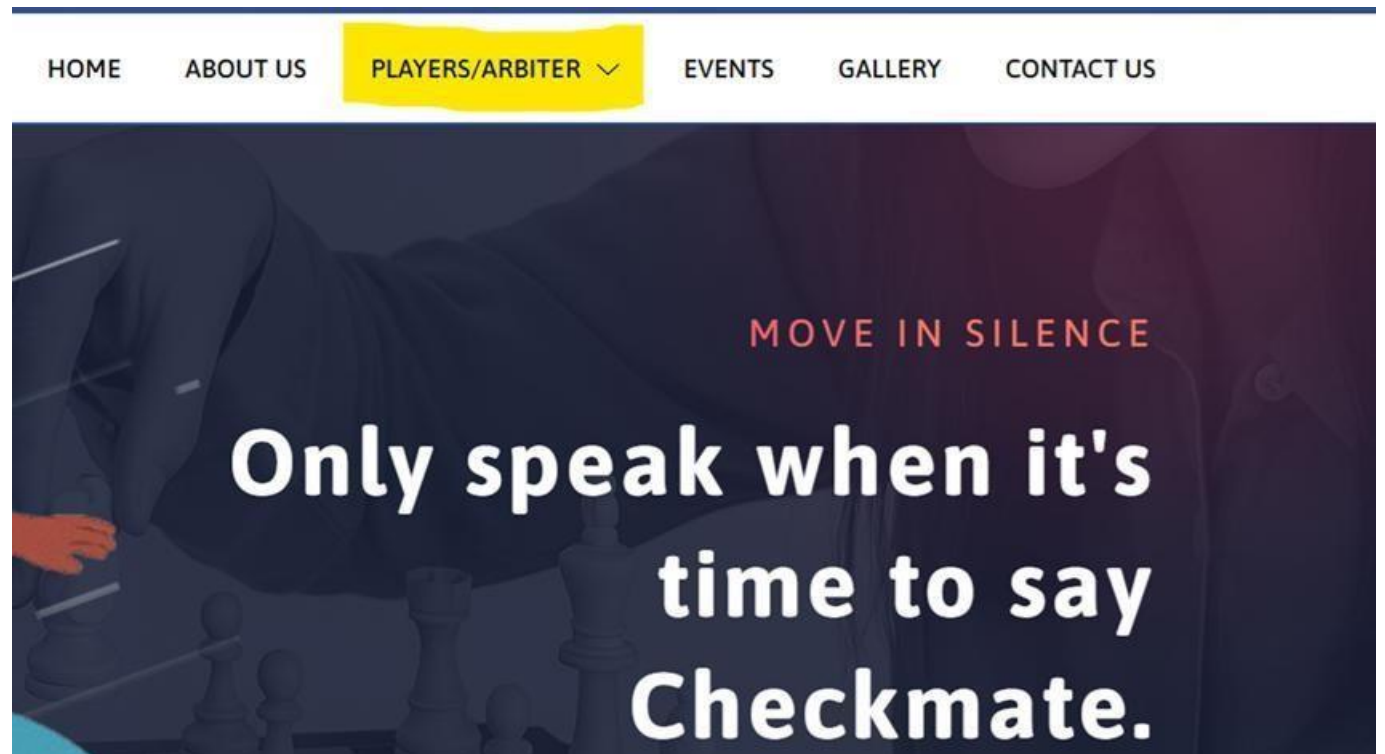 HOME ABOUT US PLAYERS/ARBITER EVENTS GALLERY CONTACT US
MOVE IN SILENCE
Only speak when it's
time to say
Checkmate.